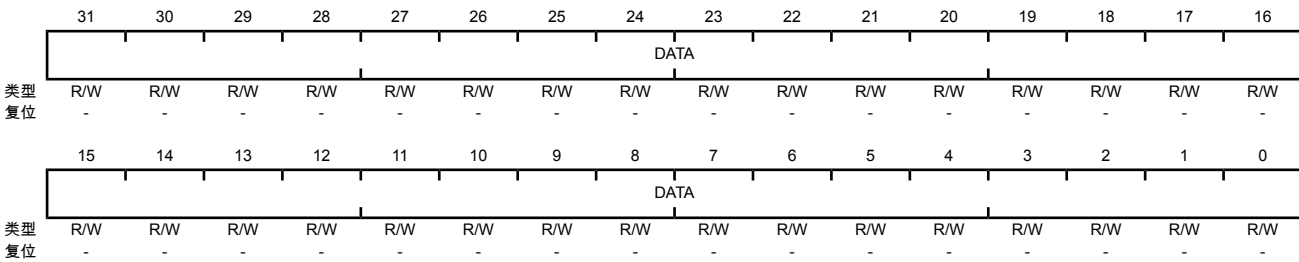 31 30 29 28 27 26 25 24 23 22 21 20 19 18 17 16
DATA
类型 R/W R/W R/W R/W R/W R/W R/W R/W R/W R/W R/W R/W R/W R/W R/W R/W
复位 - - - - - - - - - - - - - - - -
15 14 13 12 11 10 9 8 7 6 5 4 3 2 1 0
DATA
类型 R/W R/W R/W R/W R/W R/W R/W R/W R/W R/W R/W R/W R/W R/W R/W R/W
复位 - - - - - - - - - - - - - - - -